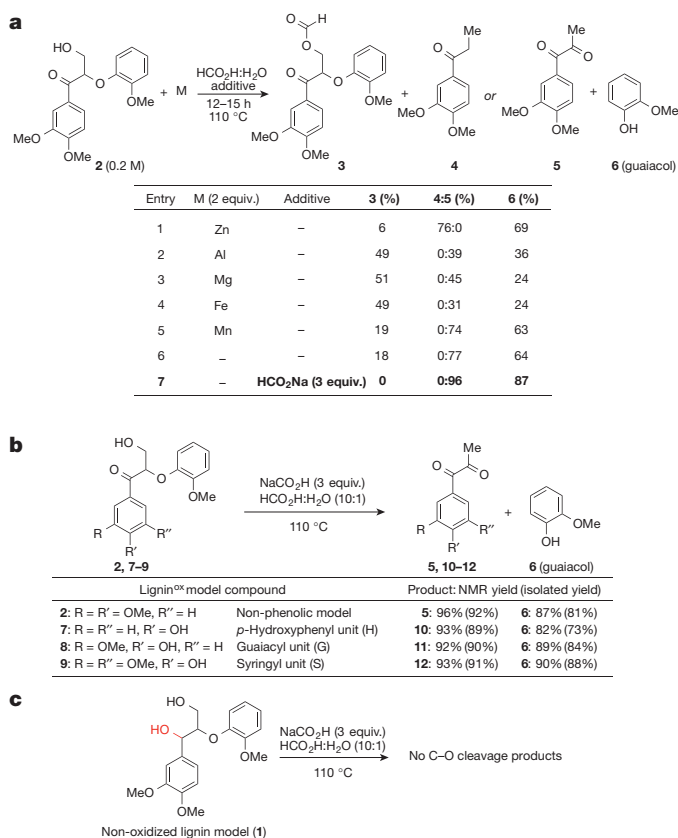 a
HO
O
O
OMe
MeO
OMe
2 (0.2 M)
+ M
HCO₂H:H₂O
additive
12–15 h
110 °C
H
O
O
O
O
OMe
MeO
OMe
3
+
Me
O
MeO
OMe
4
or
Me
O
O
MeO
OMe
5
+
OMe
OH
6 (guaiacol)
Entry M (2 equiv.) Additive 3 (%) 4:5 (%) 6 (%)
1 Zn – 6 76:0 69
2 Al – 49 0:39 36
3 Mg – 51 0:45 24
4 Fe – 49 0:31 24
5 Mn – 19 0:74 63
6 – – 18 0:77 64
7 – HCO₂Na (3 equiv.) 0 0:96 87
b
HO
O
O
OMe
R
R″
R′
2, 7–9
NaCO₂H (3 equiv.)
HCO₂H:H₂O (10:1)
110 °C
Me
O
O
R
R″
R′
5, 10–12
+
OMe
OH
6 (guaiacol)
Ligninᵒˣ model compound Product: NMR yield (isolated yield)
2: R = R′ = OMe, R″ = H Non-phenolic model 5: 96% (92%) 6: 87% (81%)
7: R = R″ = H, R′ = OH p-Hydroxyphenyl unit (H) 10: 93% (89%) 6: 82% (73%)
8: R = OMe, R′ = OH, R″ = H Guaiacyl unit (G) 11: 92% (90%) 6: 89% (84%)
9: R = R″ = OMe, R′ = OH Syringyl unit (S) 12: 93% (91%) 6: 90% (88%)
c
HO
HO
O
OMe
MeO
OMe
Non-oxidized lignin model (1)
NaCO₂H (3 equiv.)
HCO₂H:H₂O (10:1)
110 °C
No C–O cleavage products